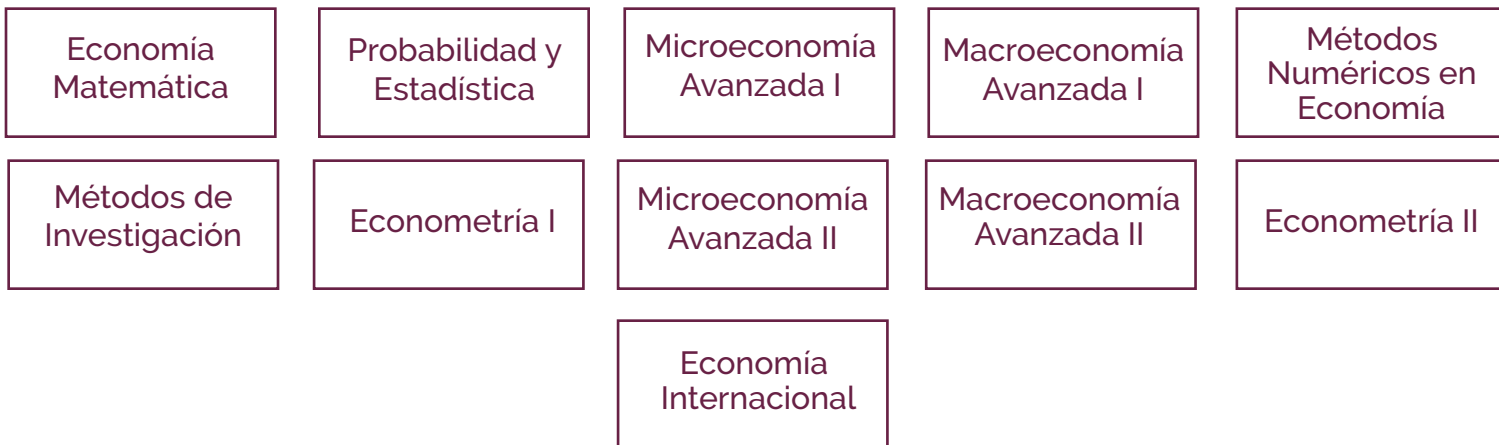 Economía
Matemática
Probabilidad y
Estadística
Microeconomía
Avanzada I
Macroeconomía
Avanzada I
Métodos
Numéricos en
Economía
Métodos de
Investigación
Econometría I
Microeconomía
Avanzada II
Macroeconomía
Avanzada II
Econometría II
Economía
Internacional